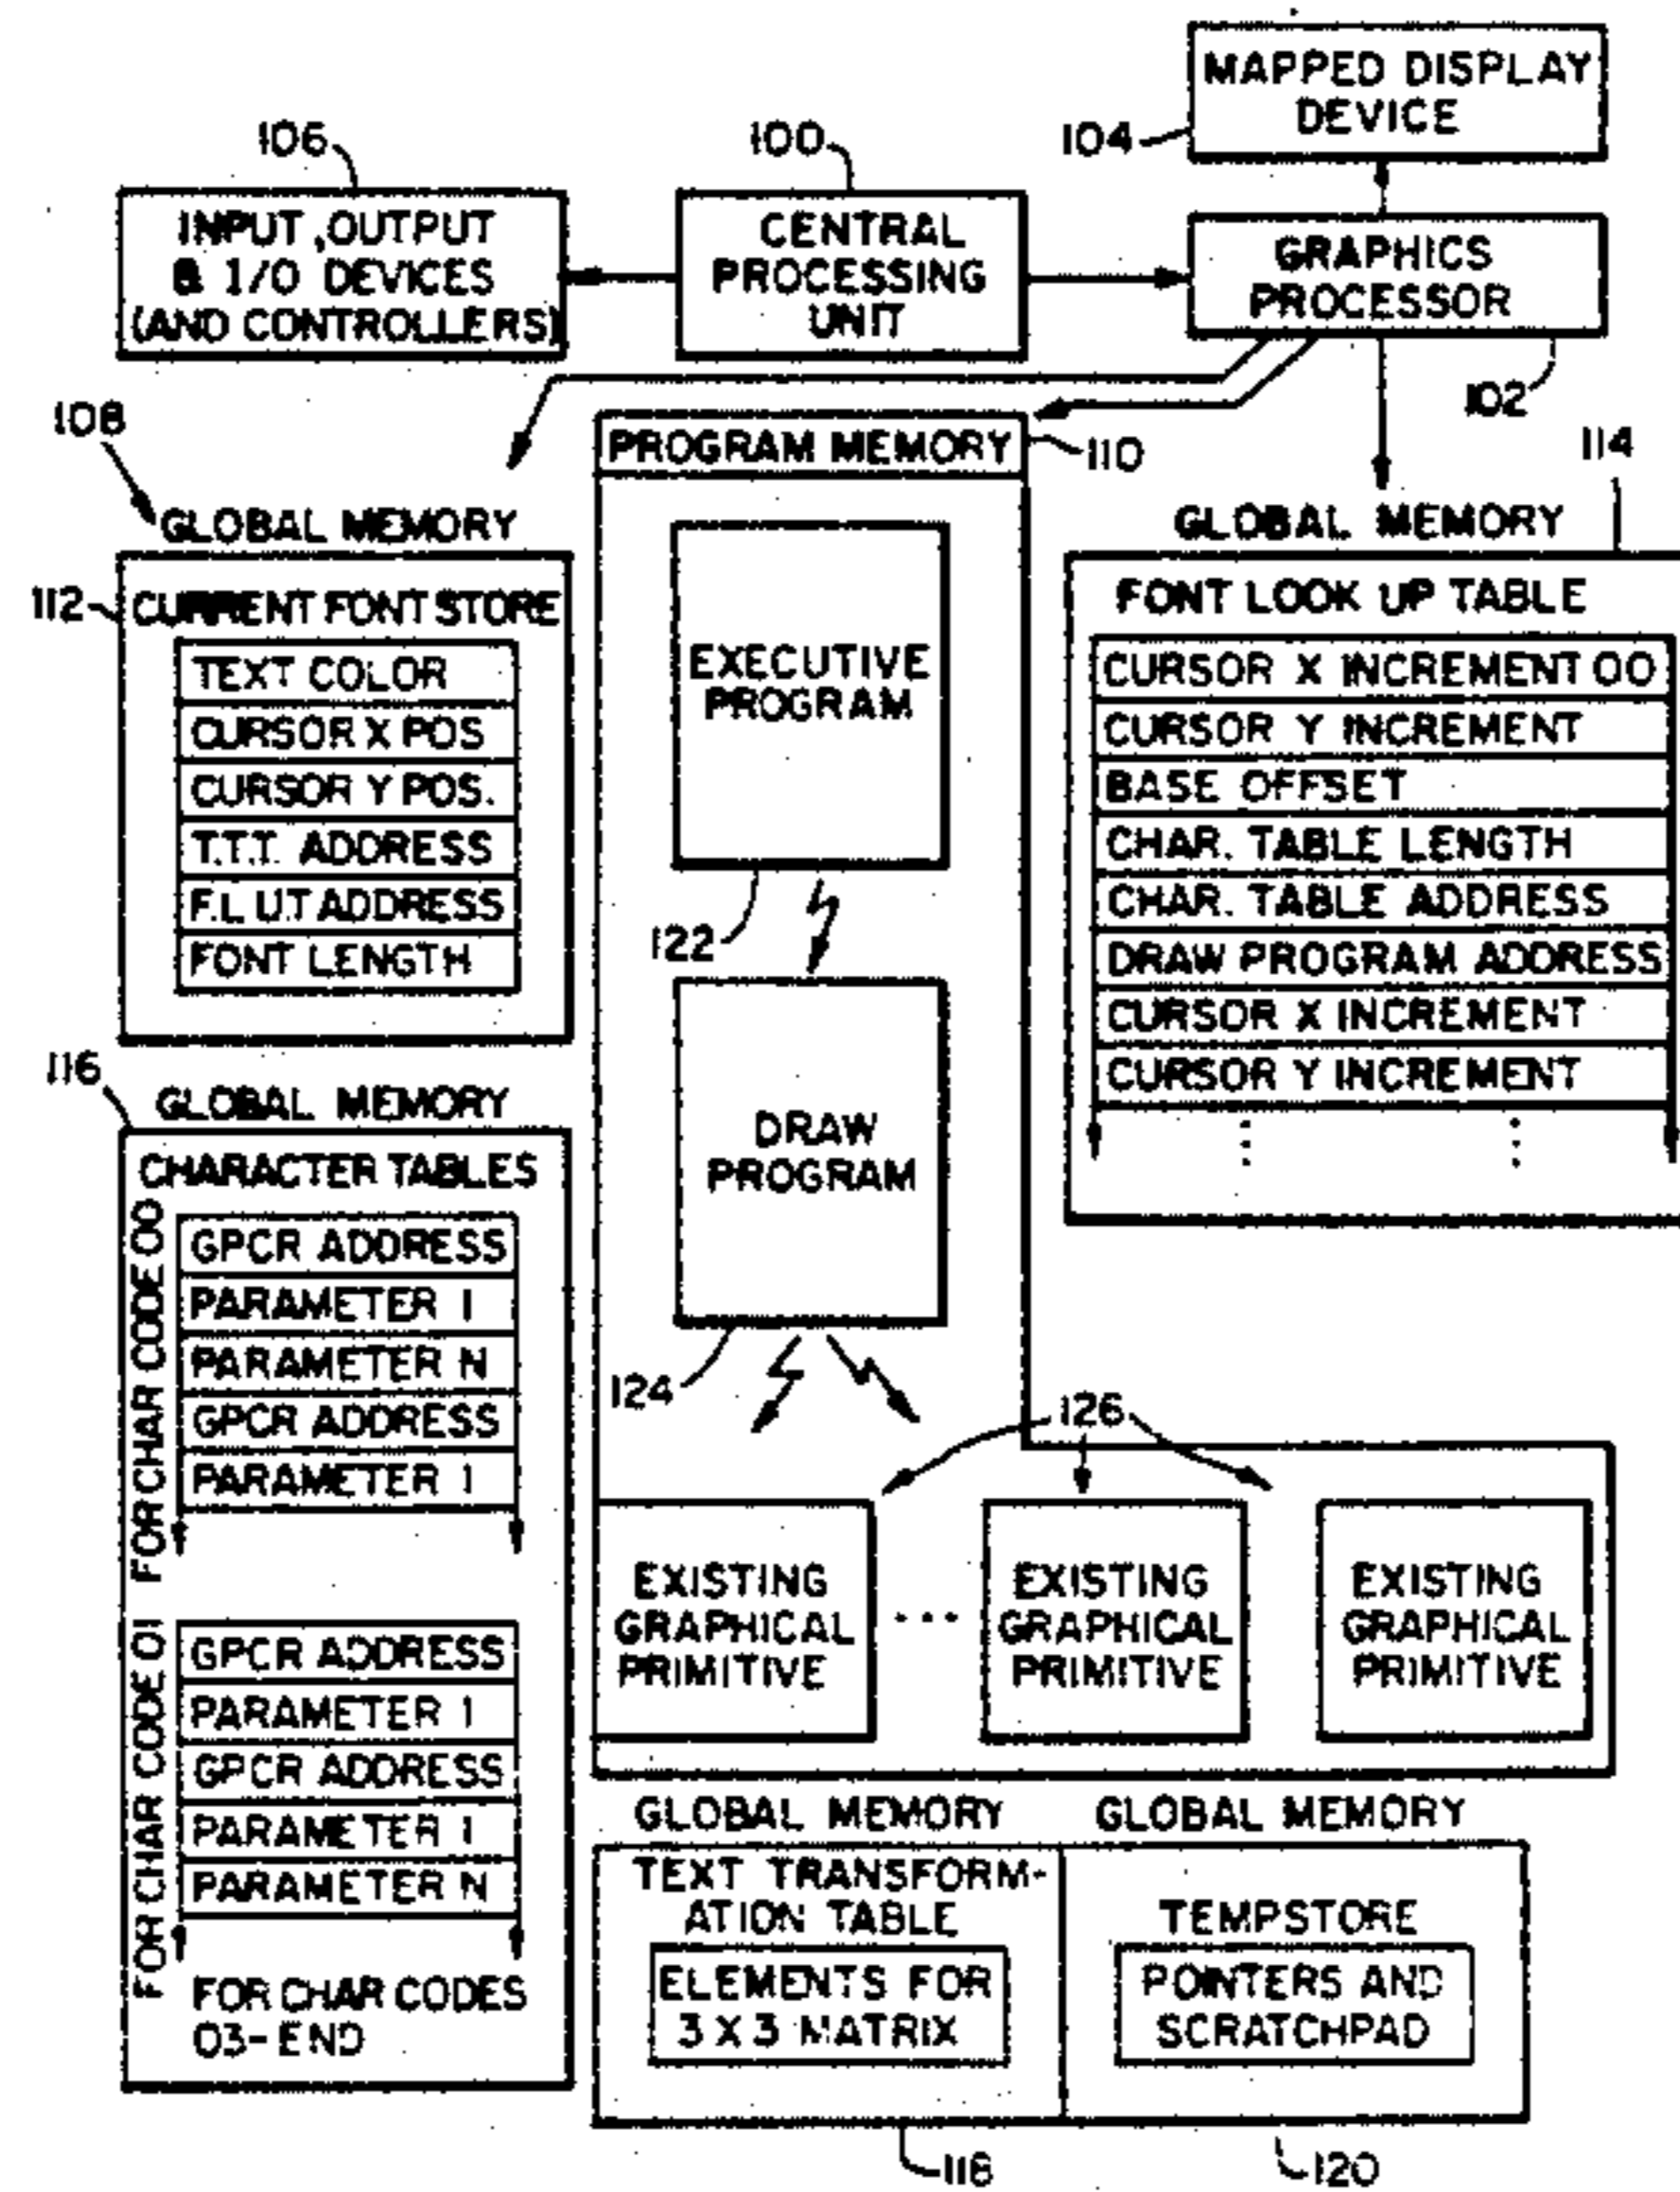 MAPPED DISPLAY
DEVICE
104
106
100
INPUT, OUTPUT
& I/O DEVICES
(AND CONTROLLERS)
CENTRAL
PROCESSING
UNIT
GRAPHICS
PROCESSOR
102
108
PROGRAM MEMORY
110
114
GLOBAL MEMORY
112
CURRENT FONT STORE
TEXT COLOR
CURSOR X POS
CURSOR Y POS.
T.T.T. ADDRESS
F.L U.T ADDRESS
FONT LENGTH
EXECUTIVE
PROGRAM
122
DRAW
PROGRAM
124
GLOBAL MEMORY
FONT LOOK UP TABLE
CURSOR X INCREMENT 00
CURSOR Y INCREMENT
BASE OFFSET
CHAR. TABLE LENGTH
CHAR. TABLE ADDRESS
DRAW PROGRAM ADDRESS
CURSOR X INCREMENT
CURSOR Y INCREMENT
116
GLOBAL MEMORY
CHARACTER TABLES
FOR CHAR CODE 00
GPCR ADDRESS
PARAMETER 1
PARAMETER N
GPCR ADDRESS
PARAMETER 1
FOR CHAR CODE 01
GPCR ADDRESS
PARAMETER 1
GPCR ADDRESS
PARAMETER 1
PARAMETER N
FOR CHAR CODES
03-END
126
EXISTING
GRAPHICAL
PRIMITIVE
...
EXISTING
GRAPHICAL
PRIMITIVE
EXISTING
GRAPHICAL
PRIMITIVE
GLOBAL MEMORY
TEXT TRANSFORM-
ATION TABLE
ELEMENTS FOR
3 X 3 MATRIX
118
GLOBAL MEMORY
TEMPSTORE
POINTERS AND
SCRATCHPAD
120